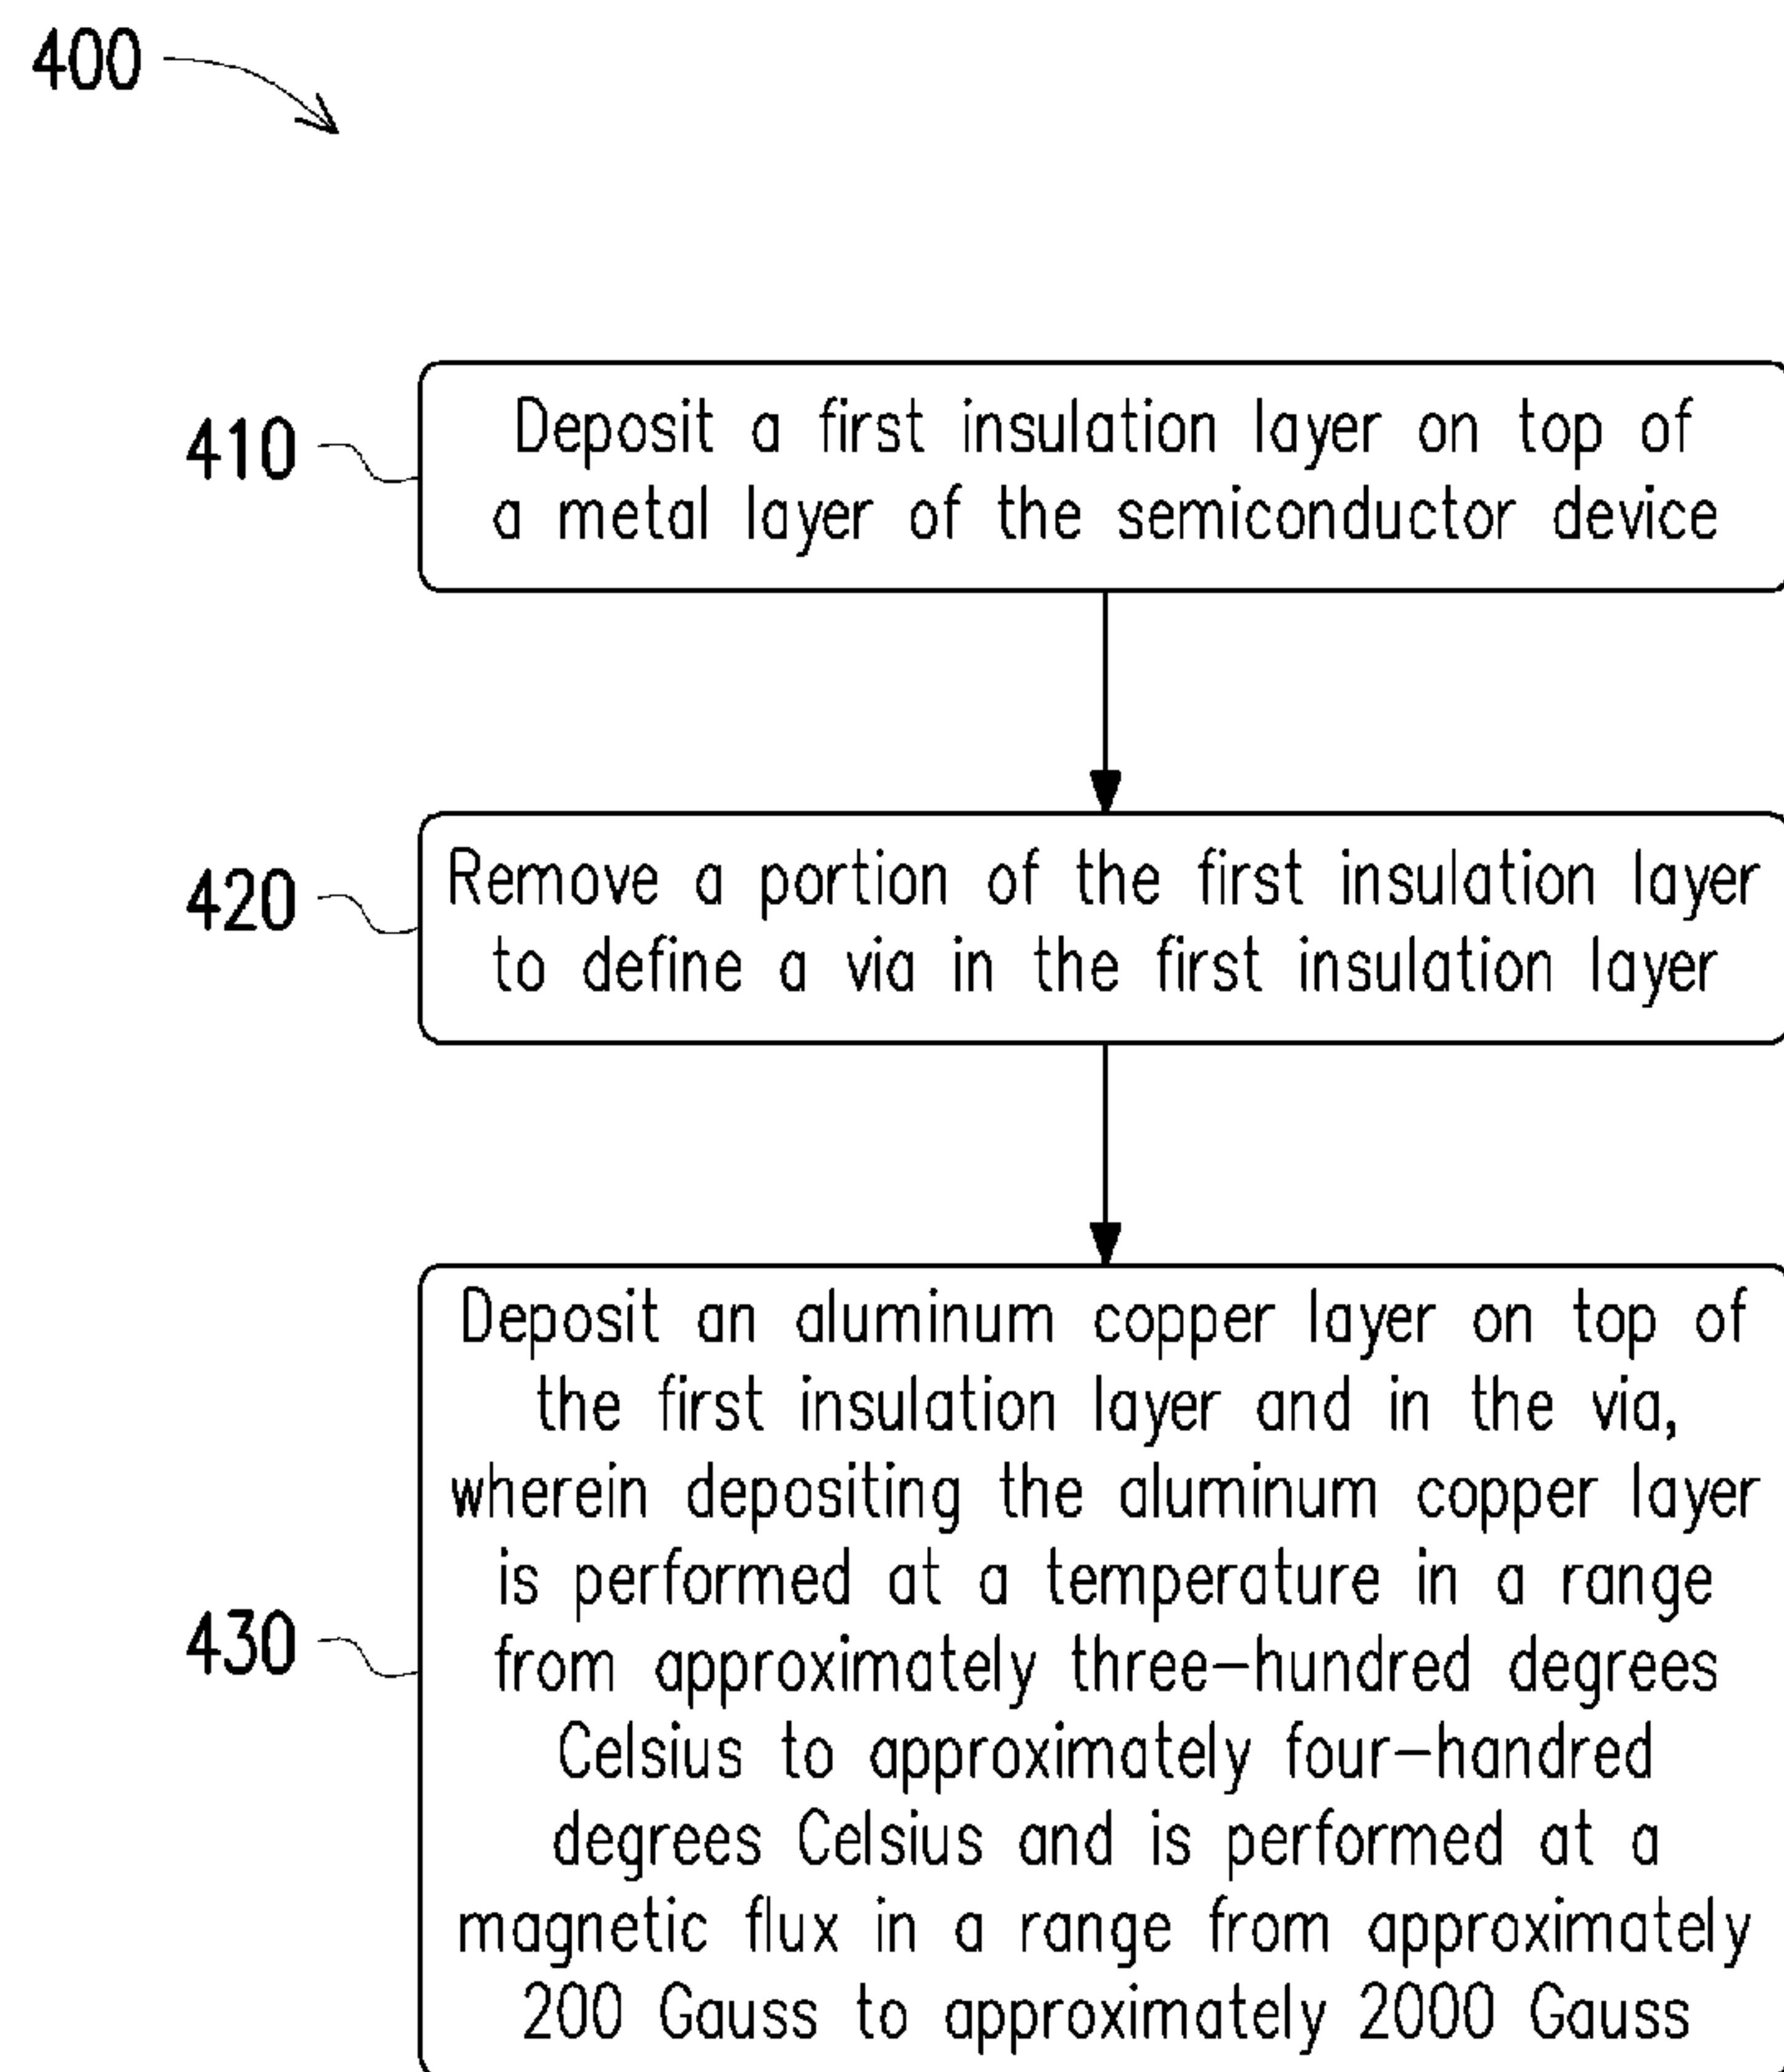 400
410
Deposit a first insulation layer on top of
a metal layer of the semiconductor device
420
Remove a portion of the first insulation layer
to define a via in the first insulation layer
430
Deposit an aluminum copper layer on top of
the first insulation layer and in the via,
wherein depositing the aluminum copper layer
is performed at a temperature in a range
from approximately three-hundred degrees
Celsius to approximately four-handred
degrees Celsius and is performed at a
magnetic flux in a range from approximately
200 Gauss to approximately 2000 Gauss